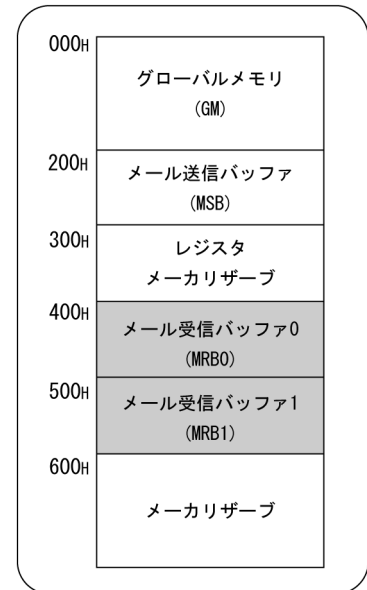 000H
グローバルメモリ
(GM)
200H
メール送信バッファ
(MSB)
300H
レジスタ
メーカリザーブ
400H
メール受信バッファ0
(MRB0)
500H
メール受信バッファ1
(MRB1)
600H
メーカリザーブ